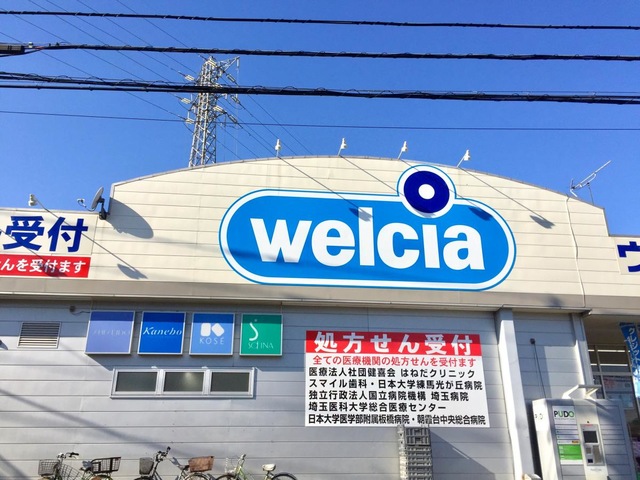 welcia
受付
せんを受付ます
ウ
Kanebo
KOSÉ
処方せん受付
全ての医療機関の処方せんを受付ます
医療法人社団健喜会 はねだクリニック
スマイル歯科・日本大学練馬光が丘病院
独立行政法人国立病院機構 埼玉病院
埼玉医科大学総合医療センター
日本大学医学部附属板橋病院・朝霞台中央総合病院
PUDO